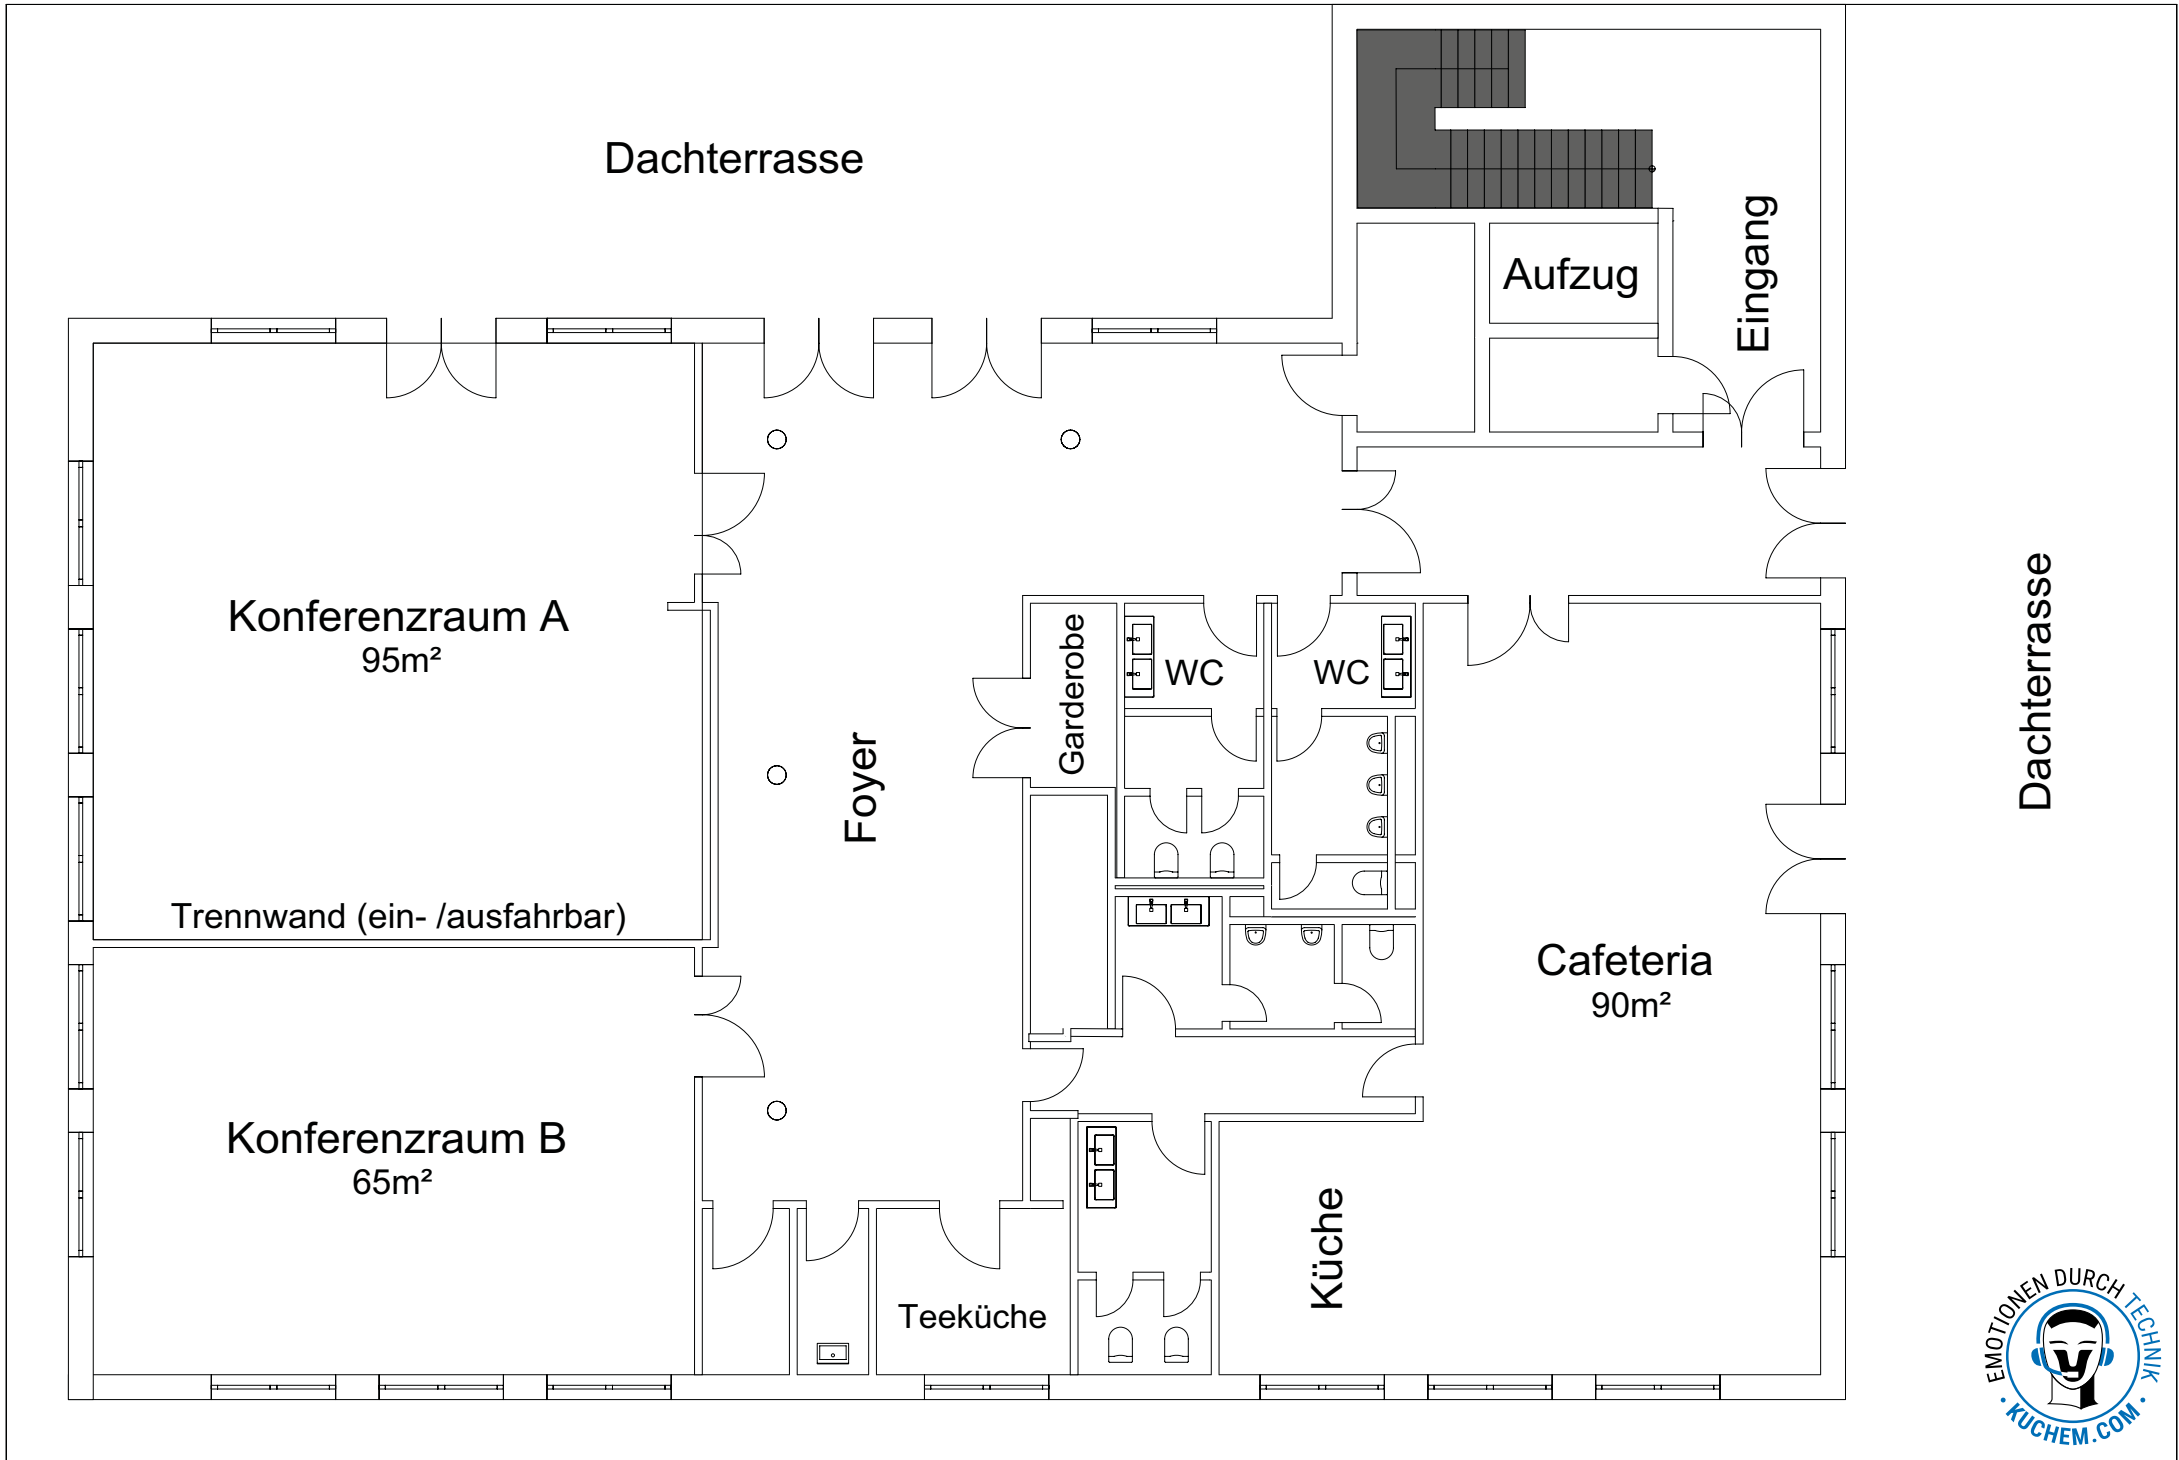 Dachterrasse
Aufzug
Eingang
Konferenzraum A
95m²
Garderobe
WC
WC
Dachterrasse
Foyer
Trennwand (ein- /ausfahrbar)
Cafeteria
90m²
Konferenzraum B
65m²
Küche
Teeküche
EMOTIONEN DURCH TECHNIK
· KUCHEM.COM ·